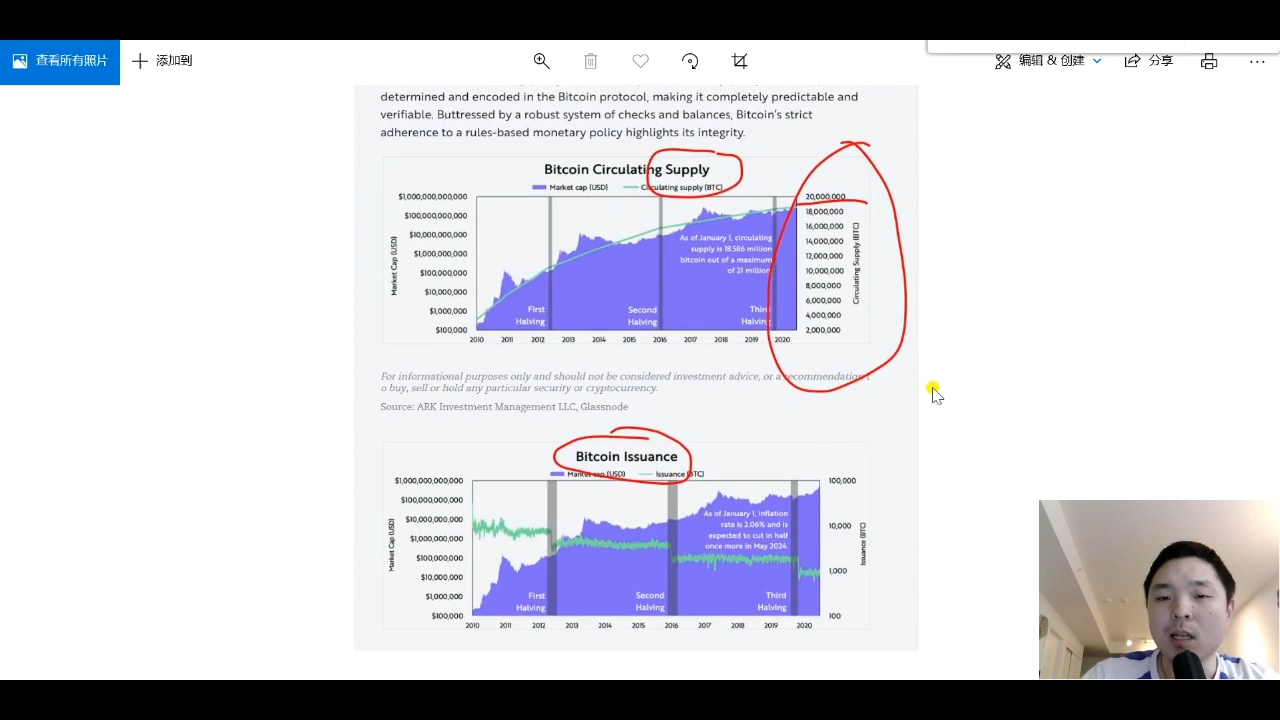 查看所有照片
添加到
编辑 & 创建
分享
determined and encoded in the Bitcoin protocol, making it completely predictable and
verifiable. Buttressed by a robust system of checks and balances, Bitcoin's strict
adherence to a rules-based monetary policy highlights its integrity.
Bitcoin Circulating Supply
Market cap (USD)
Circulating supply (BTC)
$1,000,000,000,000
$100,000,000,000
$10,000,000,000
$1,000,000,000
$100,000,000
$10,000,000
$1,000,000
$100,000
Market Cap (USD)
20,000,000
18,000,000
16,000,000
14,000,000
12,000,000
10,000,000
8,000,000
6,000,000
4,000,000
2,000,000
Circulating Supply (BTC)
As of January 1, circulating
supply is 18.586 million
bitcoin out of a maximum
of 21 million
First
Halving
Second
Halving
Third
Halving
2010 2011 2012 2013 2014 2015 2016 2017 2018 2019 2020
For informational purposes only and should not be considered investment advice, or a recommendation t
o buy, sell or hold any particular security or cryptocurrency.
Source: ARK Investment Management LLC, Glassnode
Bitcoin Issuance
Market cap (USD)
Issuance (BTC)
$1,000,000,000,000
$100,000,000,000
$10,000,000,000
$1,000,000,000
$100,000,000
$10,000,000
$1,000,000
$100,000
Market Cap (USD)
100,000
10,000
1,000
100
Issuance (BTC)
As of January 1, inflation
rate is 2.06% and is
expected to cut in half
once more in May 2024.
First
Halving
Second
Halving
Third
Halving
2010 2011 2012 2013 2014 2015 2016 2017 2018 2019 2020